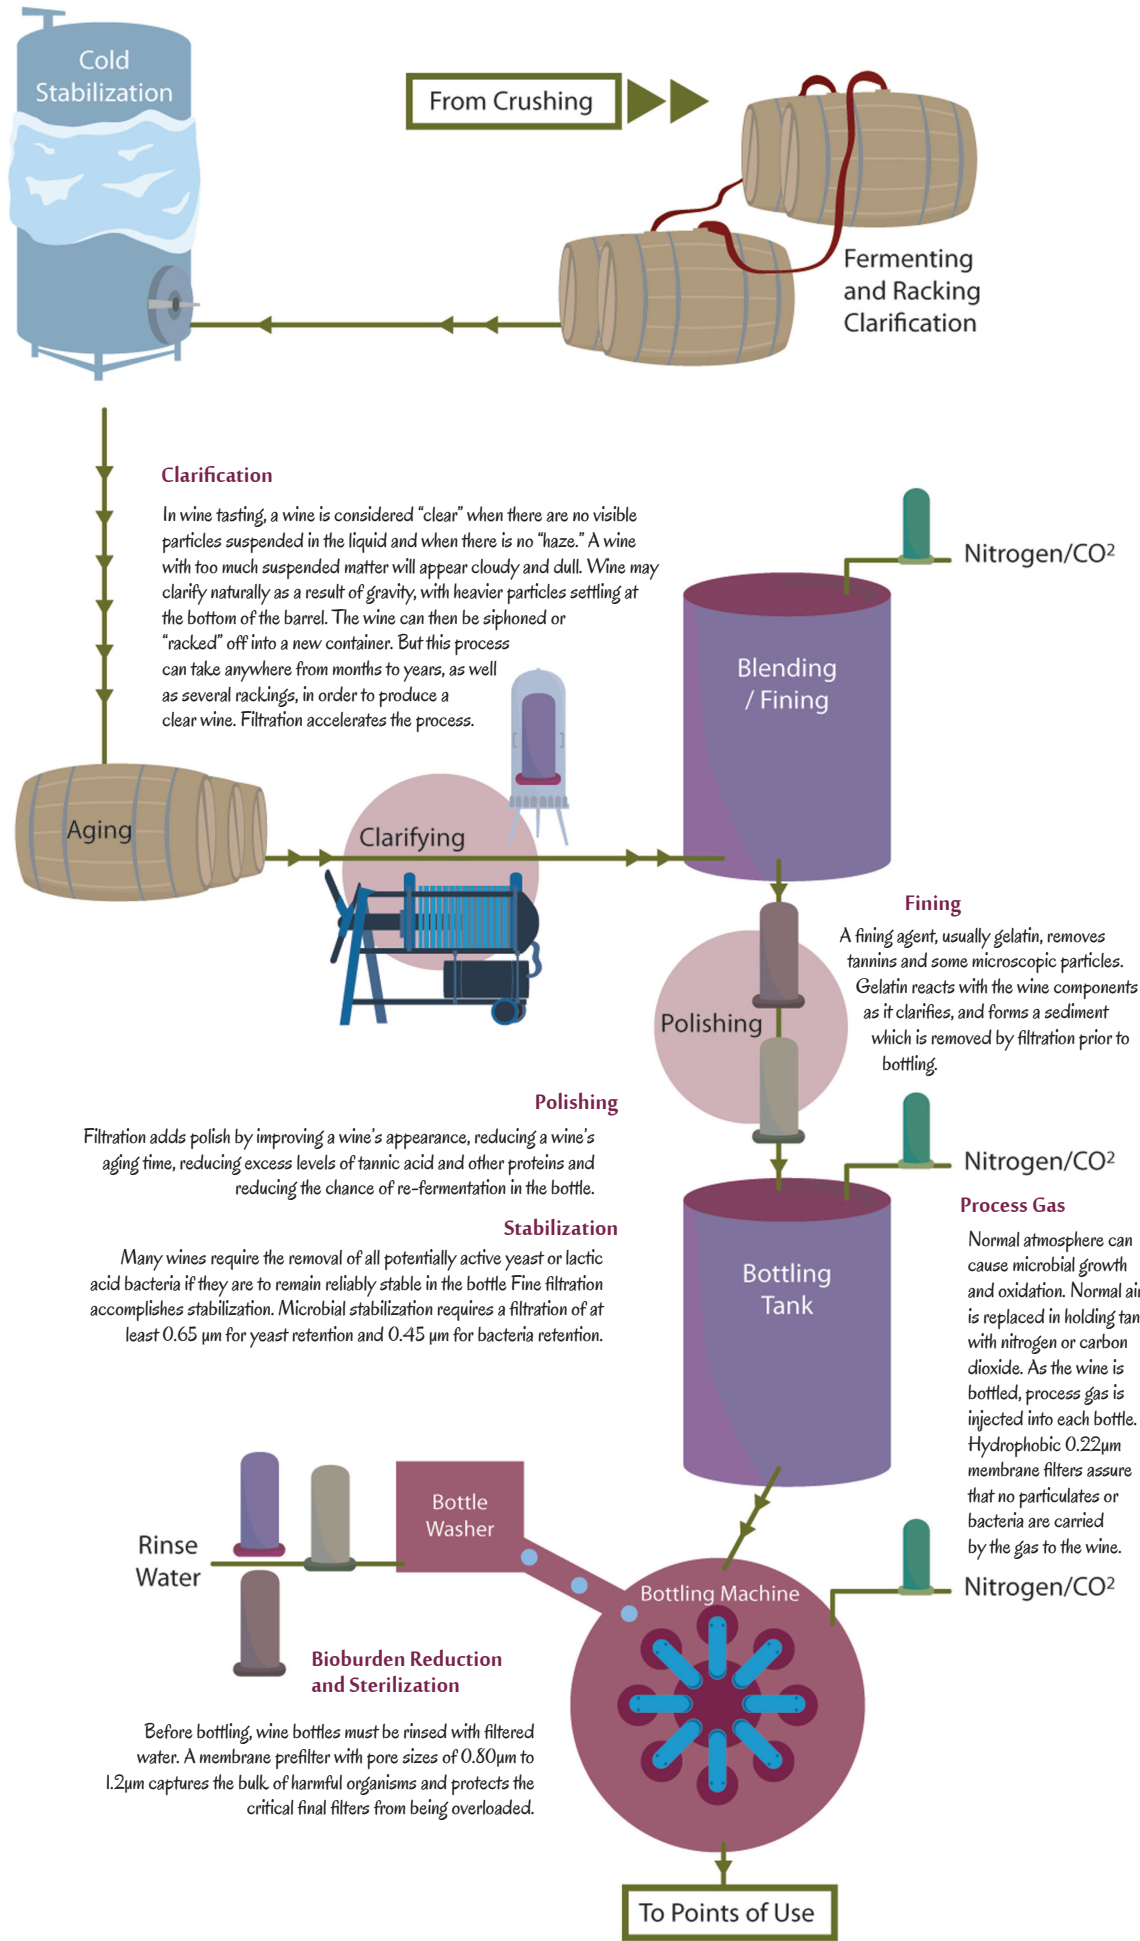 Cold
Stabilization
From Crushing
Fermenting
and Racking
Clarification
Clarification
In wine tasting, a wine is considered “clear” when there are no visible
particles suspended in the liquid and when there is no “haze.” A wine
with too much suspended matter will appear cloudy and dull. Wine may
clarify naturally as a result of gravity, with heavier particles settling at
the bottom of the barrel. The wine can then be siphoned or
“racked” off into a new container. But this process
can take anywhere from months to years, as well
as several rackings, in order to produce a
clear wine. Filtration accelerates the process.
Nitrogen/CO²
Blending
/ Fining
Aging
Clarifying
Fining
A fining agent, usually gelatin, removes
tannins and some microscopic particles.
Gelatin reacts with the wine components
as it clarifies, and forms a sediment
which is removed by filtration prior to
bottling.
Polishing
Polishing
Filtration adds polish by improving a wine’s appearance, reducing a wine’s
aging time, reducing excess levels of tannic acid and other proteins and
reducing the chance of re-fermentation in the bottle.
Stabilization
Many wines require the removal of all potentially active yeast or lactic
acid bacteria if they are to remain reliably stable in the bottle Fine filtration
accomplishes stabilization. Microbial stabilization requires a filtration of at
least 0.65 µm for yeast retention and 0.45 µm for bacteria retention.
Nitrogen/CO²
Process Gas
Normal atmosphere can
cause microbial growth
and oxidation. Normal air
is replaced in holding tan
with nitrogen or carbon
dioxide. As the wine is
bottled, process gas is
injected into each bottle.
Hydrophobic 0.22µm
membrane filters assure
that no particulates or
bacteria are carried
by the gas to the wine.
Bottling
Tank
Bottle
Washer
Rinse
Water
Bottling Machine
Nitrogen/CO²
Bioburden Reduction
and Sterilization
Before bottling, wine bottles must be rinsed with filtered
water. A membrane prefilter with pore sizes of 0.80µm to
1.2µm captures the bulk of harmful organisms and protects the
critical final filters from being overloaded.
To Points of Use